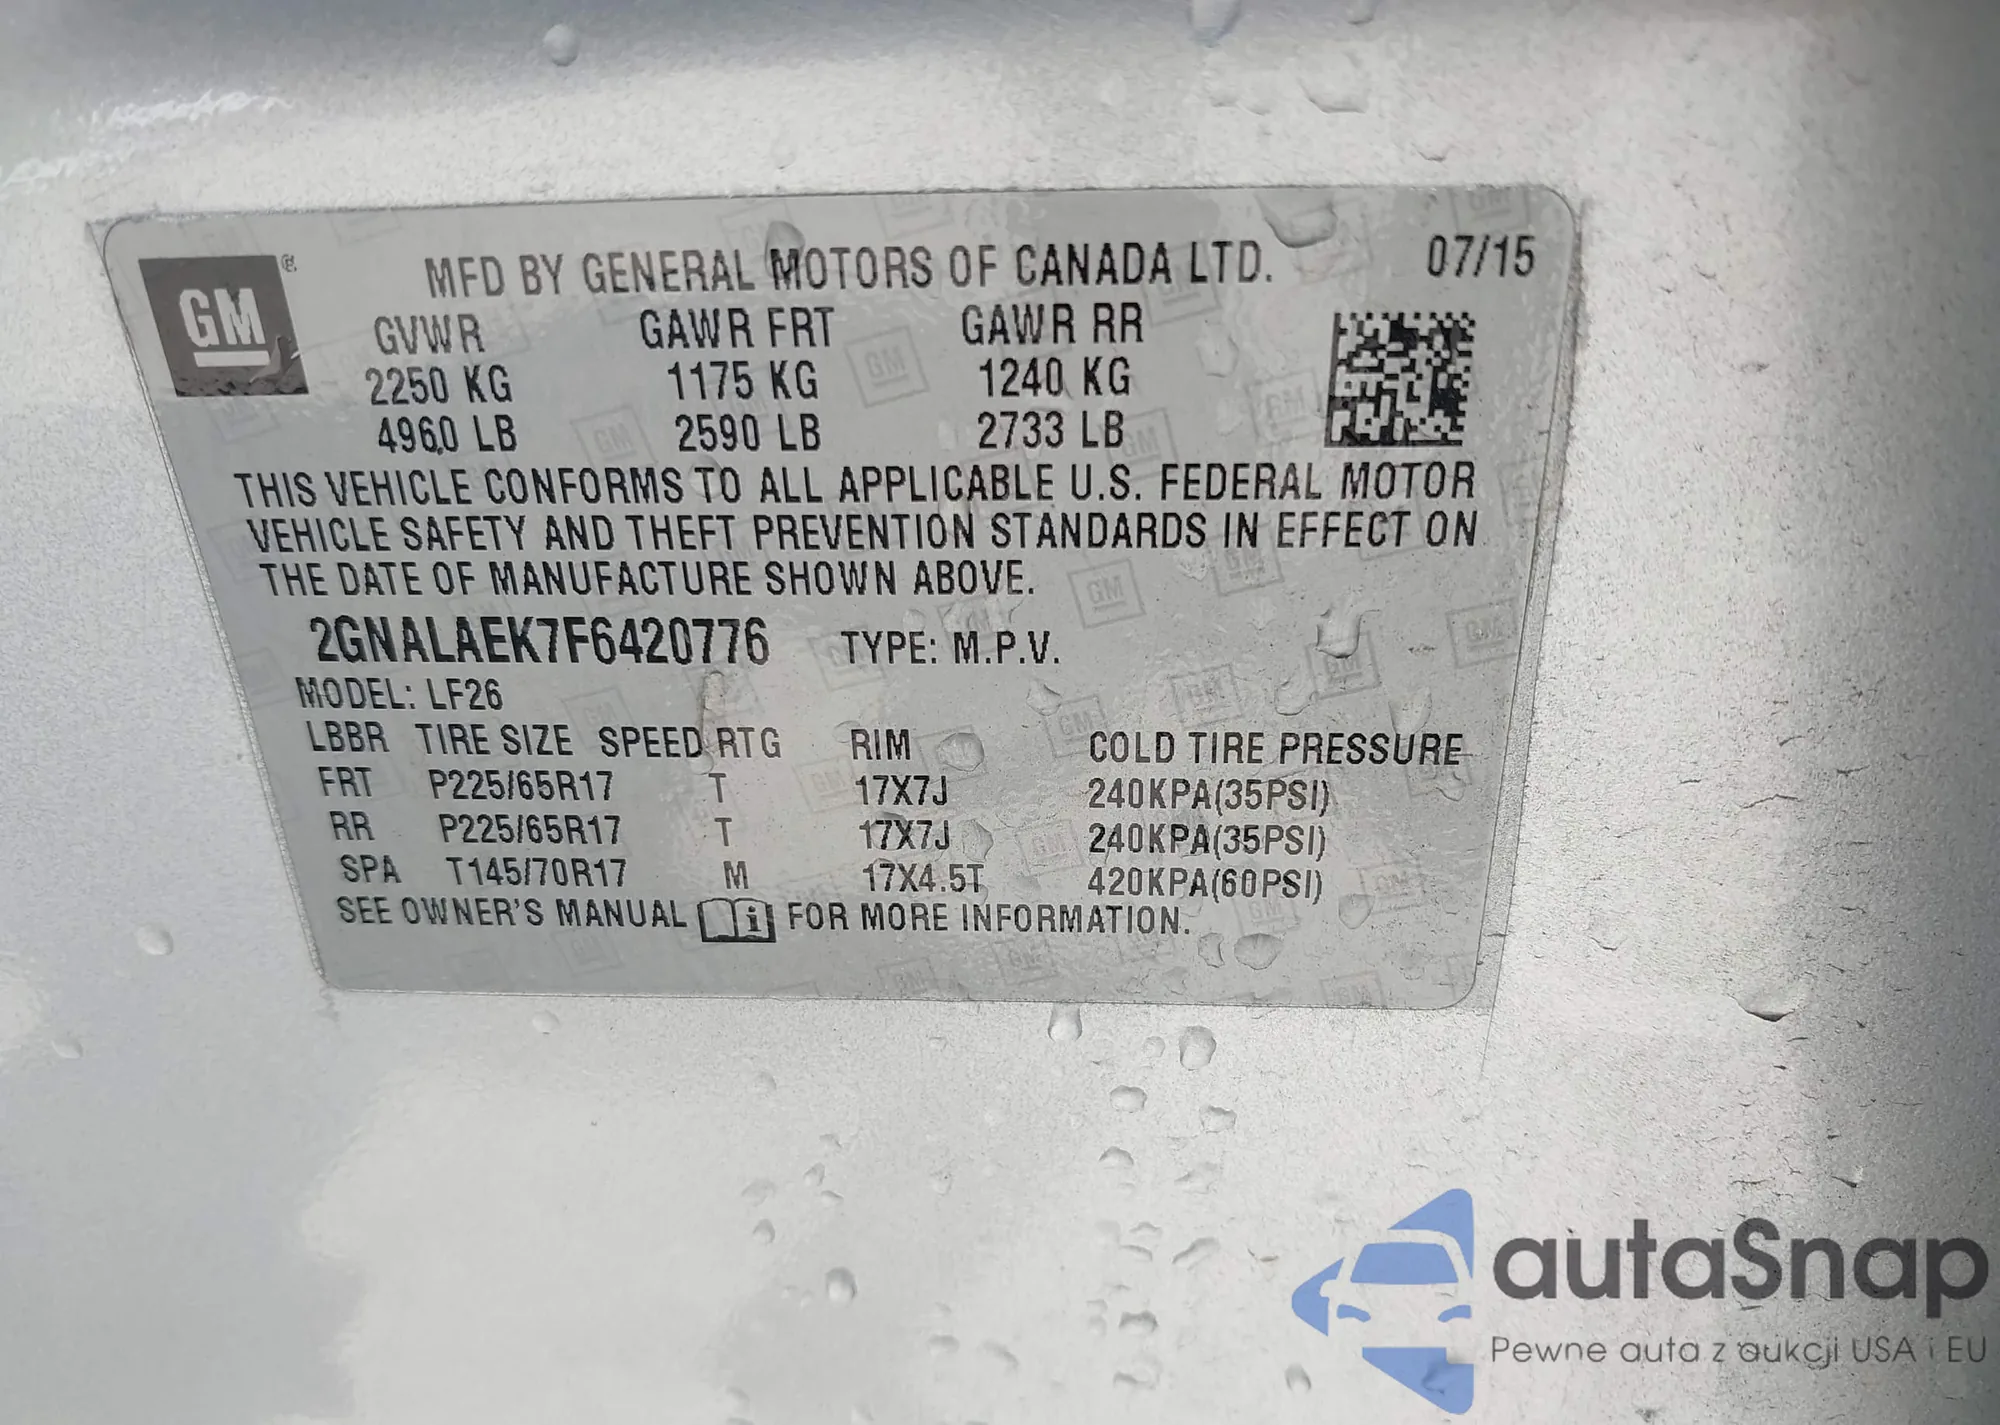 GM ®
MFD BY GENERAL MOTORS OF CANADA LTD. 07/15
GVWR GAWR FRT GAWR RR
2250 KG 1175 KG 1240 KG
4960 LB 2590 LB 2733 LB
THIS VEHICLE CONFORMS TO ALL APPLICABLE U.S. FEDERAL MOTOR
VEHICLE SAFETY AND THEFT PREVENTION STANDARDS IN EFFECT ON
THE DATE OF MANUFACTURE SHOWN ABOVE.
2GNALAEK7F6420776 TYPE: M.P.V.
MODEL: LF26
LBBR TIRE SIZE SPEED RTG RIM COLD TIRE PRESSURE
FRT P225/65R17 T 17X7J 240KPA(35PSI)
RR P225/65R17 T 17X7J 240KPA(35PSI)
SPA T145/70R17 M 17X4.5T 420KPA(60PSI)
SEE OWNER'S MANUAL i FOR MORE INFORMATION.
autaSnap
Pewne auta z aukcji USA i EU